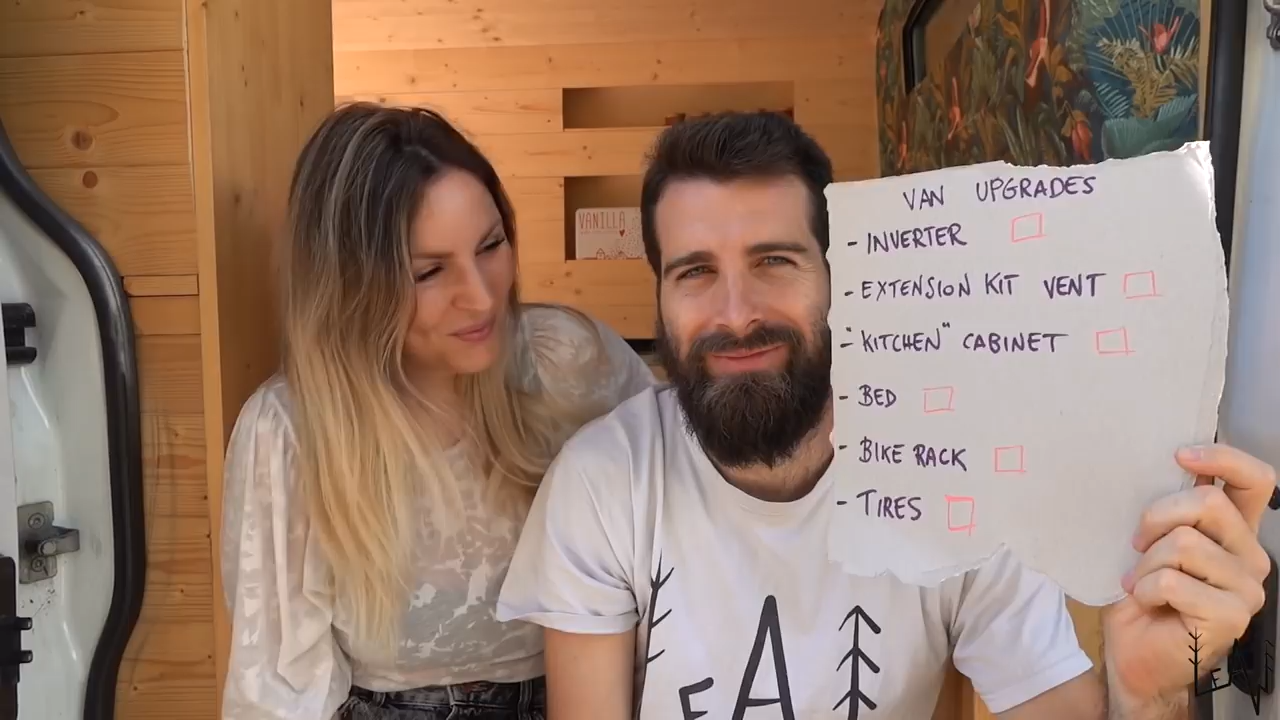 VAN UPGRADES
- INVERTER
- EXTENSION KIT VENT
- "KITCHEN" CABINET
- BED
- BIKE RACK
- TIRES
VANILLA